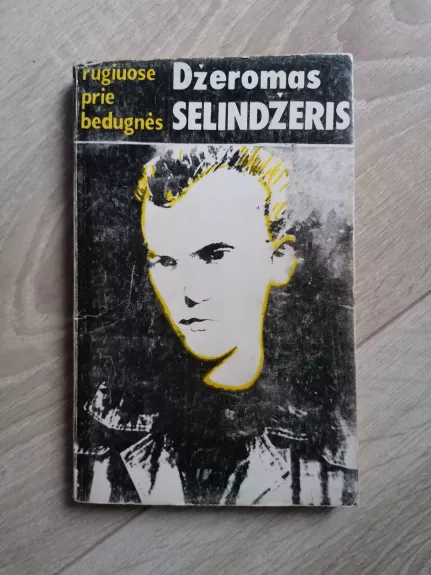 rugiuose
prie
bedugnės
Džeromas
SELINDŽERIS